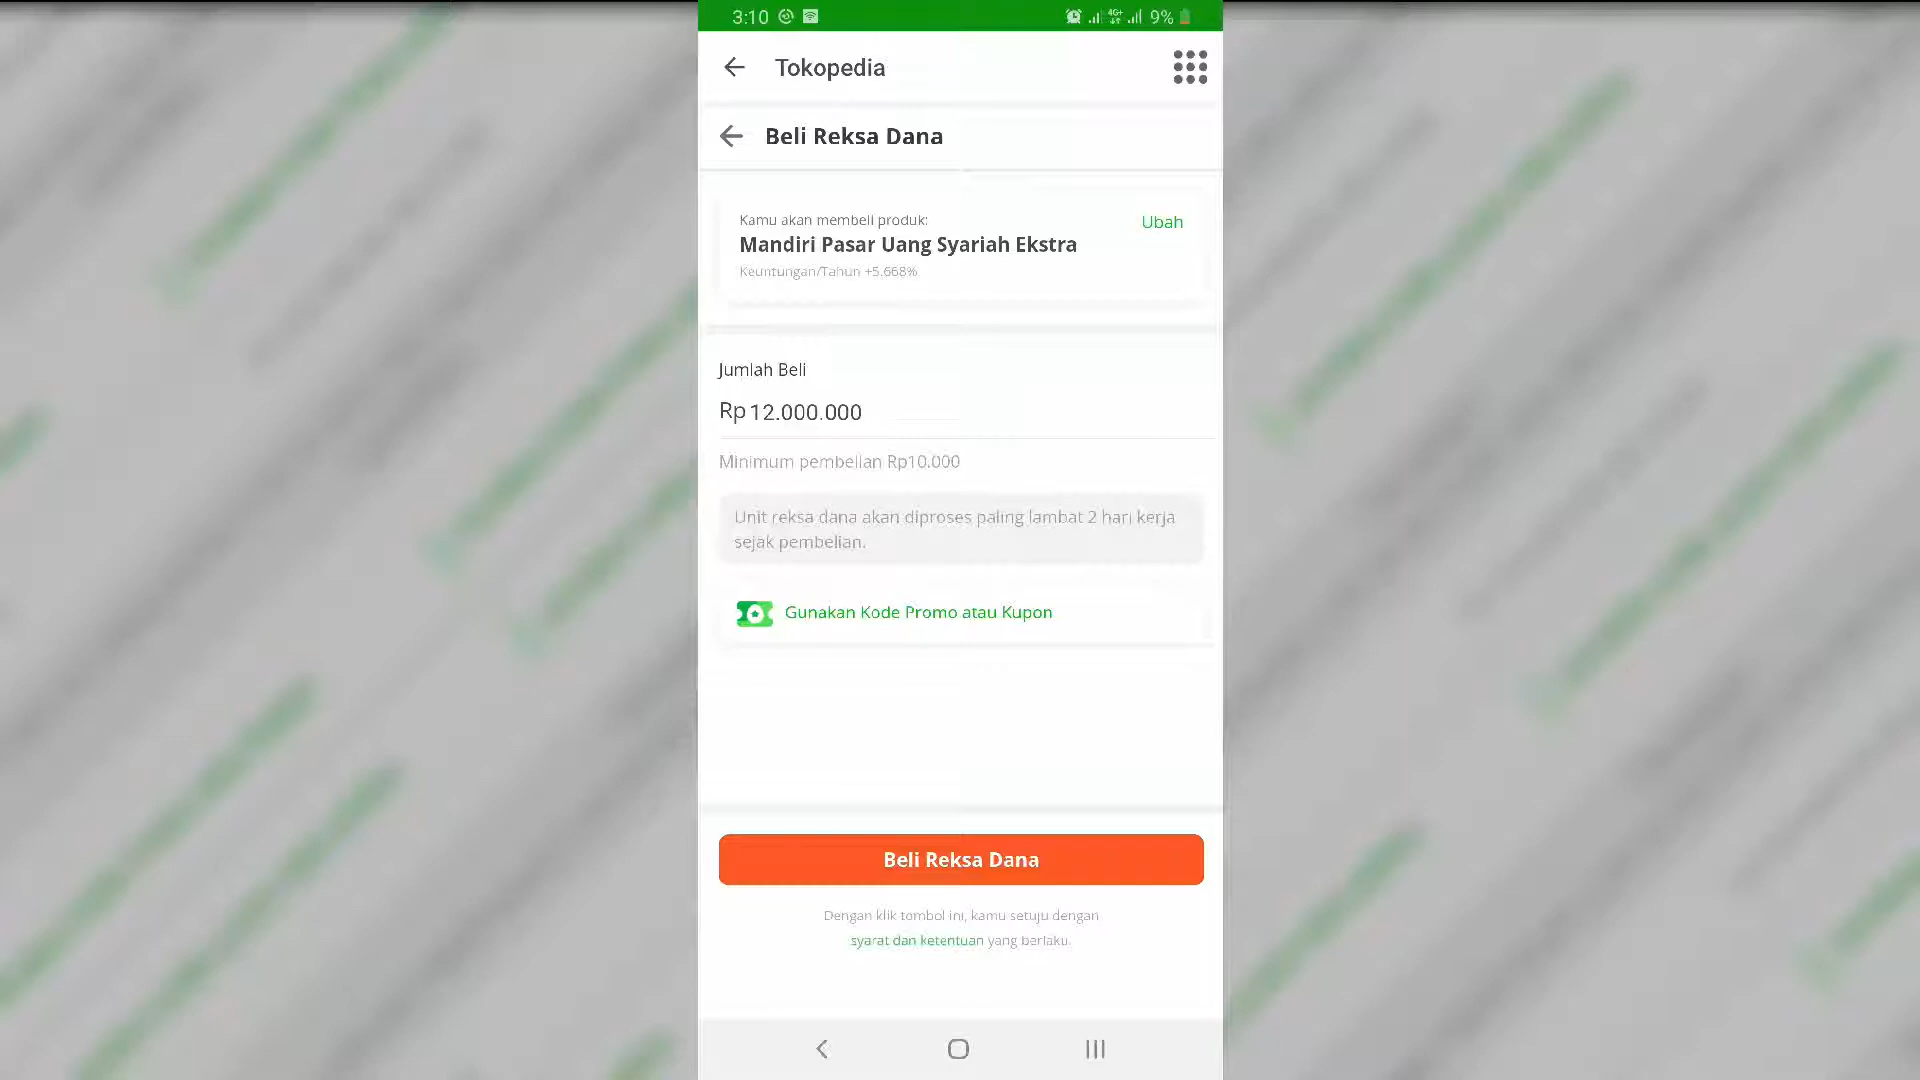 3:10
4G+
9%
Tokopedia
Beli Reksa Dana
Kamu akan membeli produk:
Ubah
Mandiri Pasar Uang Syariah Ekstra
Keuntungan/Tahun +5.668%
Jumlah Beli
Rp 12.000.000
Minimum pembelian Rp10.000
Unit reksa dana akan diproses paling lambat 2 hari kerja
sejak pembelian.
Gunakan Kode Promo atau Kupon
Beli Reksa Dana
Dengan klik tombol ini, kamu setuju dengan
syarat dan ketentuan yang berlaku.